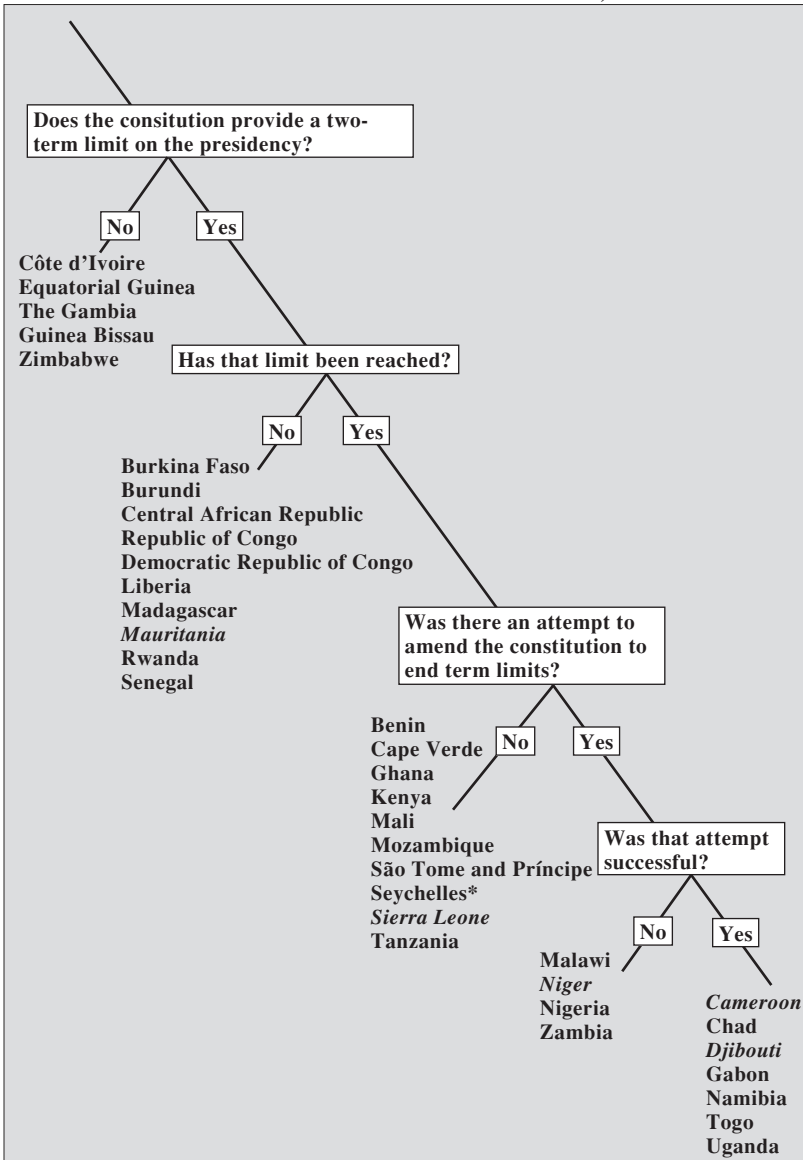 Does the consitution provide a two-
term limit on the presidency?
No
Yes
Côte d’Ivoire
Equatorial Guinea
The Gambia
Guinea Bissau
Zimbabwe
Has that limit been reached?
No
Yes
Burkina Faso
Burundi
Central African Republic
Republic of Congo
Democratic Republic of Congo
Liberia
Madagascar
Mauritania
Rwanda
Senegal
Was there an attempt to
amend the constitution to
end term limits?
No
Yes
Benin
Cape Verde
Ghana
Kenya
Mali
Mozambique
São Tome and Príncipe
Seychelles*
Sierra Leone
Tanzania
Was that attempt
successful?
No
Yes
Malawi
Niger
Nigeria
Zambia
Cameroon
Chad
Djibouti
Gabon
Namibia
Togo
Uganda